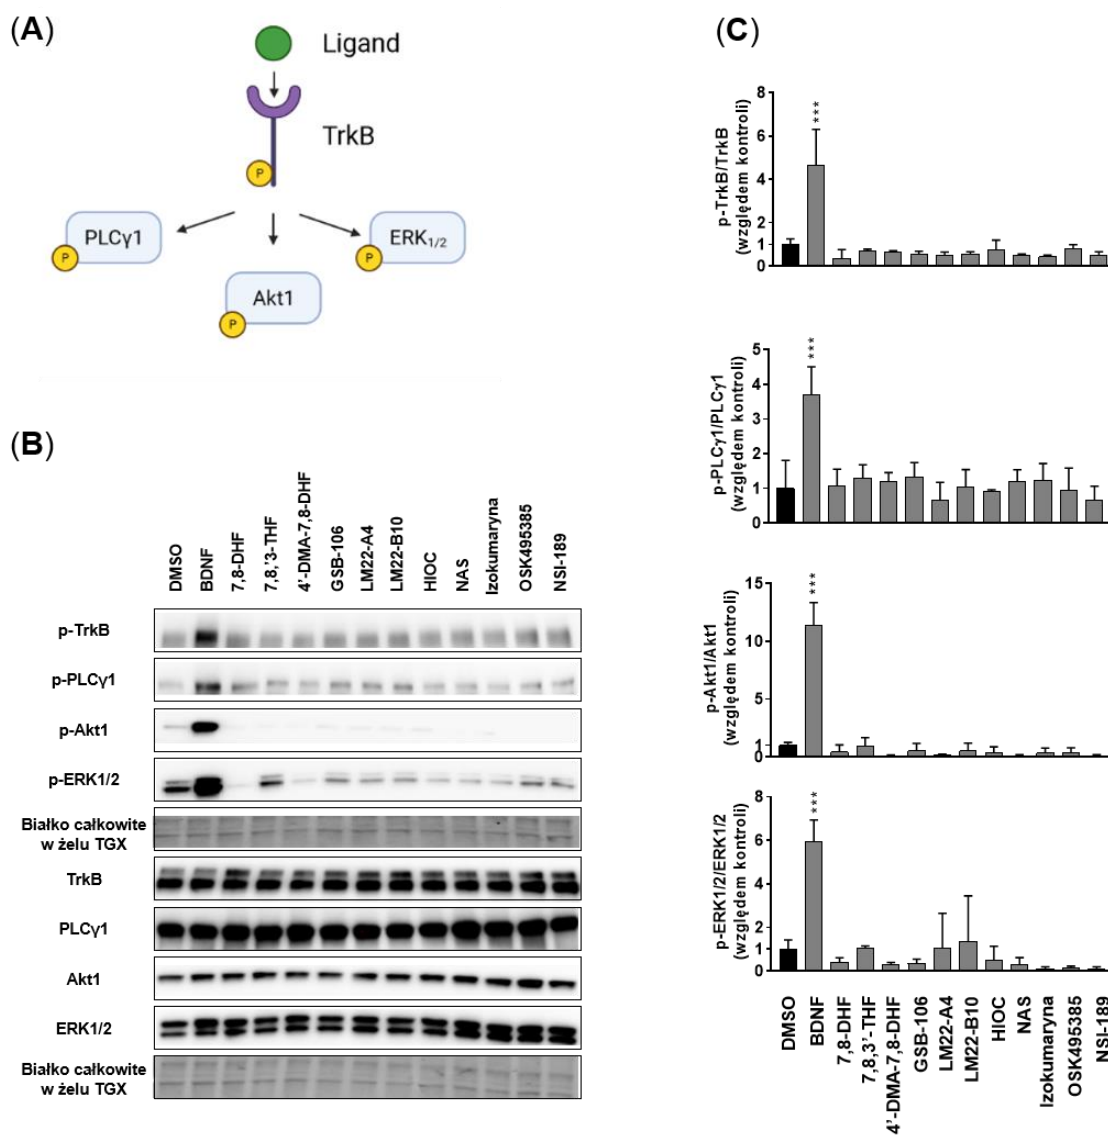 (A)
Ligand
TrkB
P
PLCγ1
P
ERK1/2
P
Akt1
P
(B)
DMSO
BDNF
7,8-DHF
7,8,'3-THF
4'-DMA-7,8-DHF
GSB-106
LM22-A4
LM22-B10
HIOC
NAS
Izokumaryna
OSK495385
NSI-189
p-TrkB
p-PLCγ1
p-Akt1
p-ERK1/2
Białko całkowite
w żelu TGX
TrkB
PLCγ1
Akt1
ERK1/2
Białko całkowite
w żelu TGX
(C)
p-TrkB/TrkB
(względem kontroli)
8
6
4
2
1
0
***
p-PLCγ1/PLCγ1
(względem kontroli)
5
4
3
2
1
0
***
p-Akt1/Akt1
(względem kontroli)
15
10
5
1
0
***
p-ERK1/2/ERK1/2
(względem kontroli)
8
6
4
2
1
0
***
DMSO
BDNF
7,8-DHF
7,8,3'-THF
4'-DMA-7,8-DHF
GSB-106
LM22-A4
LM22-B10
HIOC
NAS
Izokumaryna
OSK495385
NSI-189